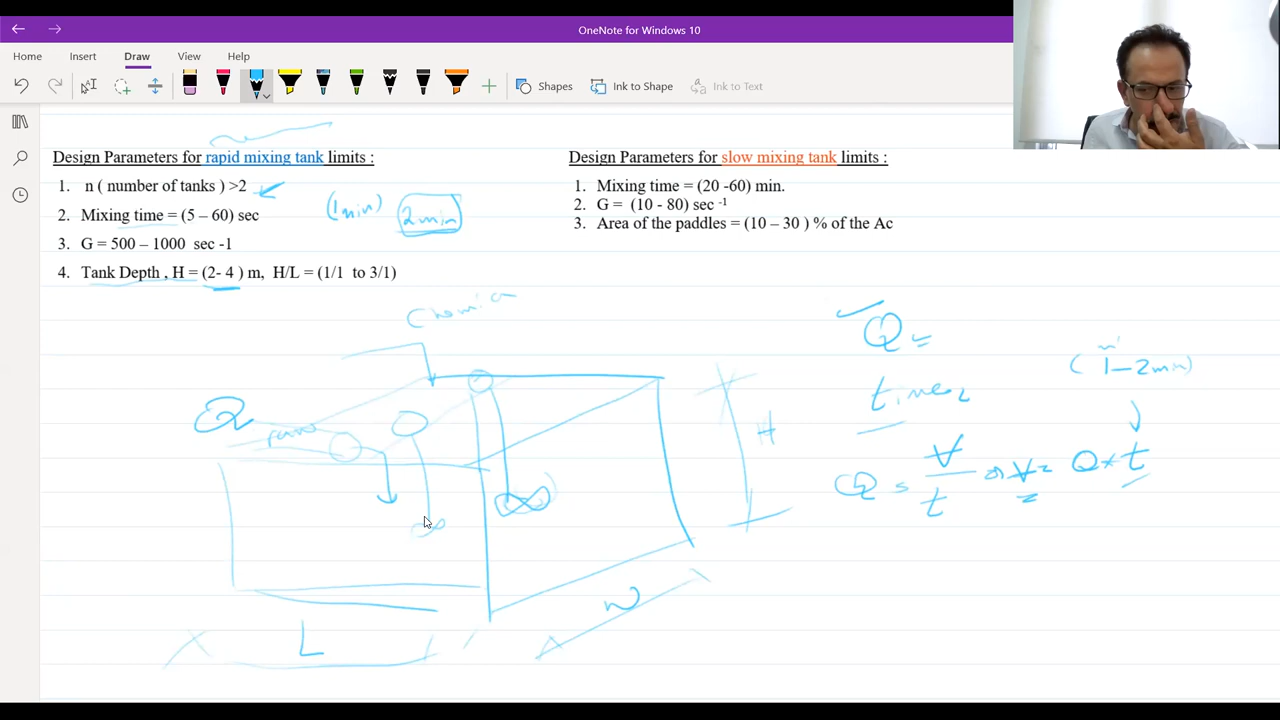 OneNote for Windows 10
Home Insert Draw View Help
Shapes Ink to Shape Ink to Text
Design Parameters for rapid mixing tank limits :
1. n ( number of tanks ) >2
2. Mixing time = (5 – 60) sec
3. G = 500 – 1000 sec -1
4. Tank Depth , H = (2- 4 ) m, H/L = (1/1 to 3/1)
(1min) 2min
Design Parameters for slow mixing tank limits :
1. Mixing time = (20 -60) min.
2. G = (10 - 80) sec -1
3. Area of the paddles = (10 – 30 ) % of the Ac
Q
H
W
L
Q =
(1-2min)
time
Q = V/t or V= Q*t